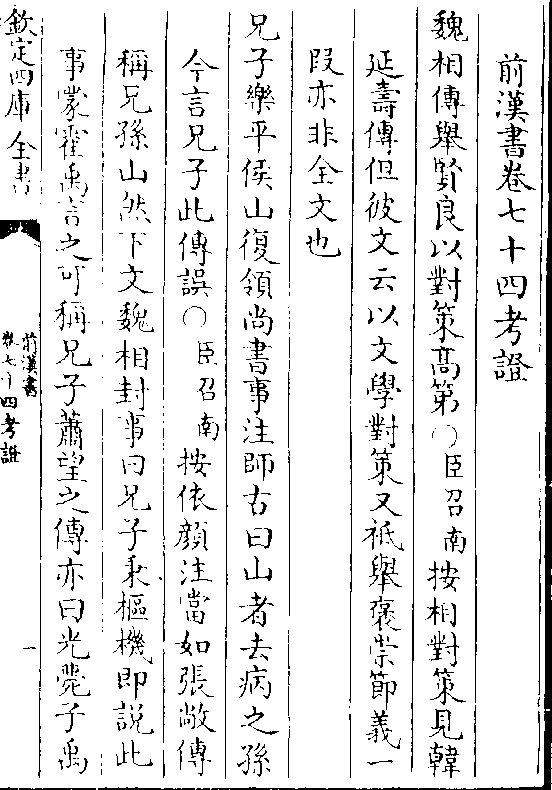 前漢書卷七十四考證
魏相傳舉賢良以對策高第○臣召南按相對策見韓
延壽傳但彼文云以文學對策又祗舉褒崇節義一
段亦非全文也
兄子樂平侯山復領尚書事注師古曰山者去病之孫
今言兄子此傳誤○臣召南按依顔注當如張敞傳
稱兄孫山然下文魏相封事曰兄子秉樞機即説此
事蒙霍禹言之可稱兄子蕭望之傳亦曰光薨子禹
欽定四庫全書
前漢書
卷七十四考證
一